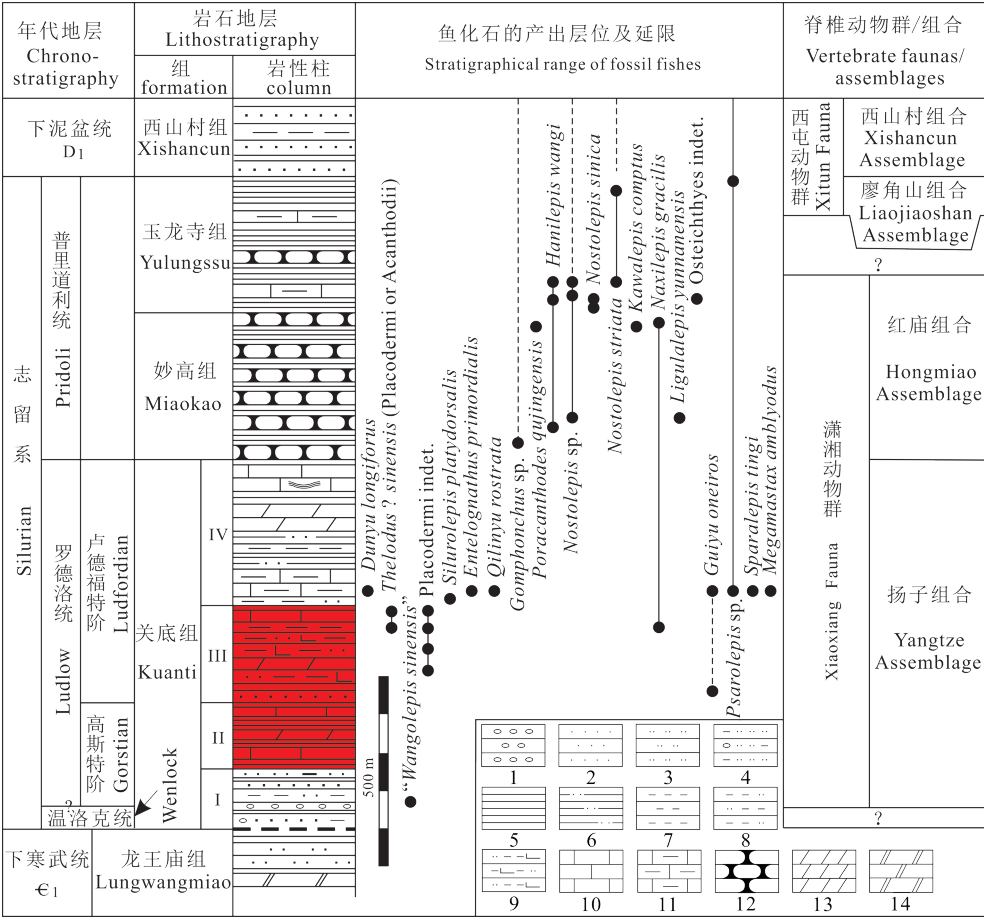 年代地层
Chrono-
stratigraphy
岩石地层
Lithostratigraphy
组
formation
岩性柱
column
鱼化石的产出层位及延限
Stratigraphical range of fossil fishes
脊椎动物群/组合
Vertebrate faunas/
assemblages
下泥盆统
D1
西山村组
Xishancun
西屯动物群
Xitun Fauna
西山村组合
Xishancun
Assemblage
廖角山组合
Liaojiaoshan
Assemblage
?
志留系
Silurian
普里道利统
Pridoli
玉龙寺组
Yulungssu
妙高组
Miaokao
罗德洛统
Ludlow
卢德福特阶
Ludfordian
高斯特阶
Gorstian
关底组
Kuanti
IV
III
II
I
?
温洛克统
Wenlock
下寒武统
Є1
龙王庙组
Lungwangmiao
500 m
Dunyu longiforus
Thelodus ? sinensis (Placodermi or Acanthodii)
"Wangolepis sinensis"
Placodermi indet.
Silurolepis platydorsalis
Entelognathus primordialis
Qilinyu rostrata
Gomphonchus sp.
Poracanthodes qujingensis
Hanilepis wangi
Nostolepis sp.
Nostolepis sinica
Nostolepis striata
Kawalepis comptus
Naxilepis gracilis
Ligulalepis yunnanensis
Osteichthyes indet.
Guiyu oneiros
Psarolepis sp.
Sparalepis tingi
Megamastax amblyodus
潇湘动物群
Xiaoxiang Fauna
红庙组合
Hongmiao
Assemblage
扬子组合
Yangtze
Assemblage
?
1
2
3
4
5
6
7
8
9
10
11
12
13
14